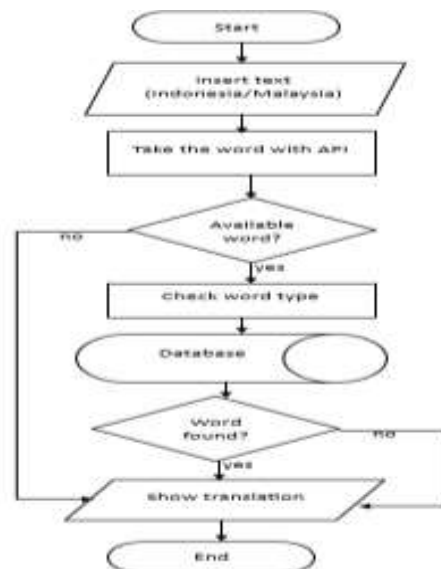 Start
Insert text
(Indonesia/Malaysia)
Take the word with API
Available
word?
no
yes
Check word type
Database
Word
found?
no
yes
Show translation
End